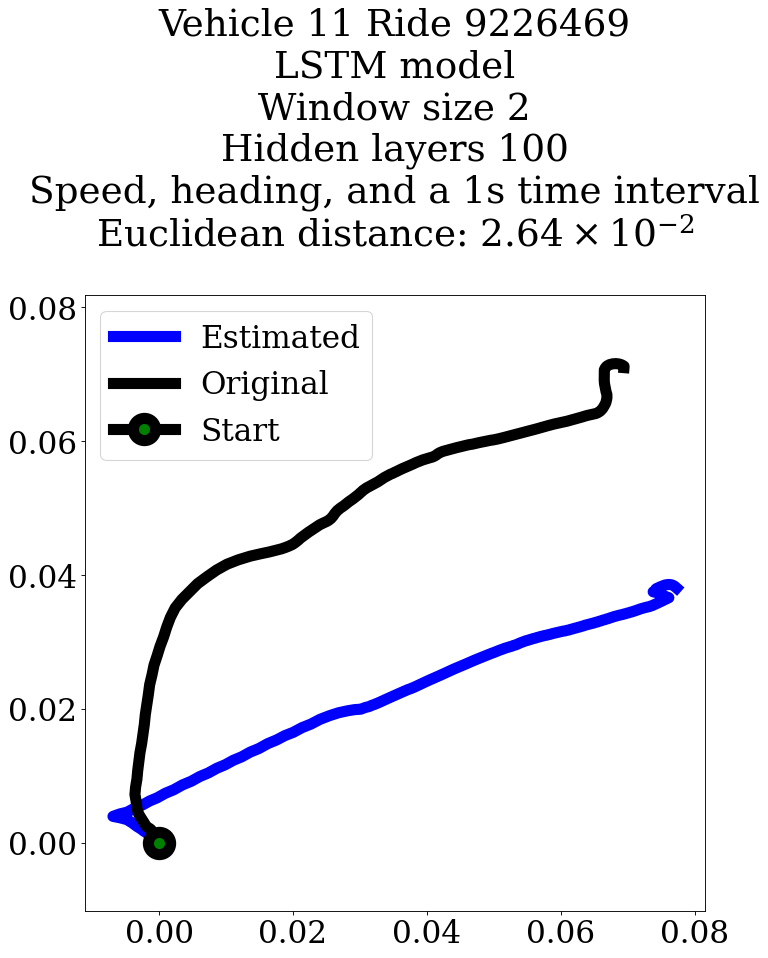 Vehicle 11 Ride 9226469
LSTM model
Window size 2
Hidden layers 100
Speed, heading, and a 1s time interval
Euclidean distance: 2.64 × 10⁻²
0.08
0.06
0.04
0.02
0.00
Estimated
Original
Start
0.00 0.02 0.04 0.06 0.08